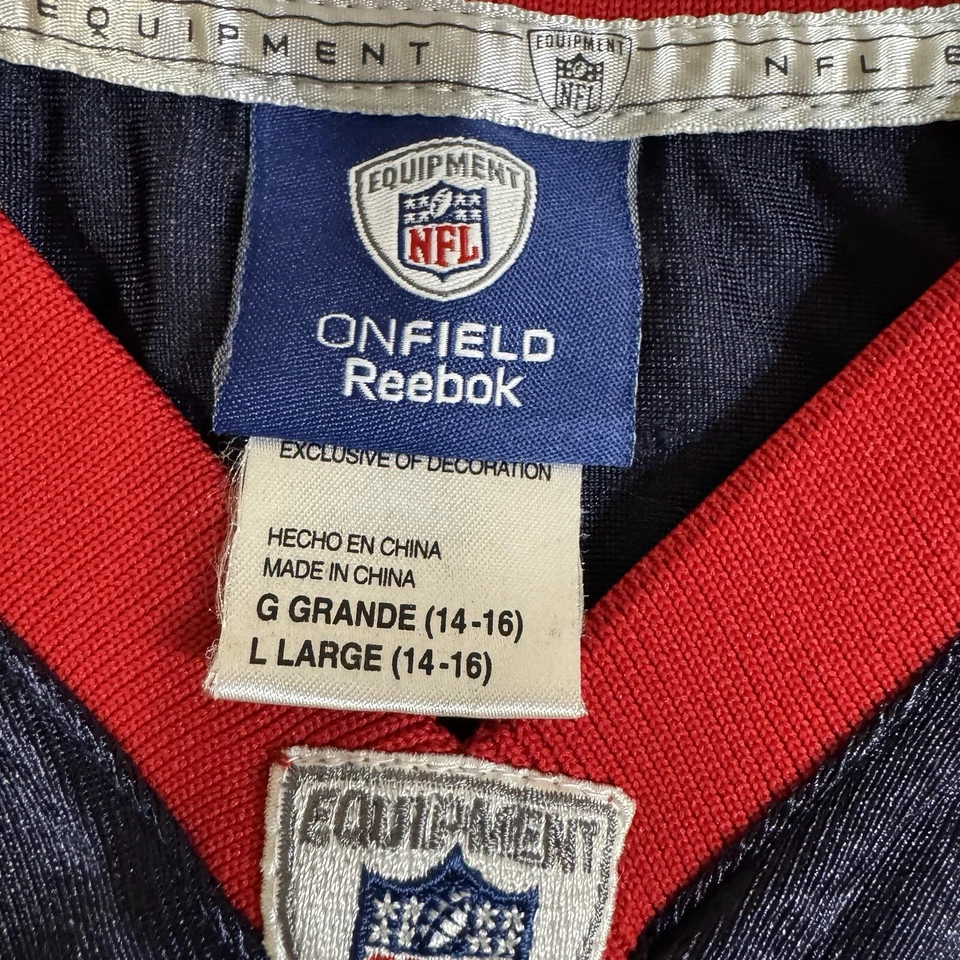 EQUIPMENT
EQUIPMENT
NFL
NFL E
EQUIPMENT
NFL
ONFIELD
Reebok
EXCLUSIVE OF DECORATION
HECHO EN CHINA
MADE IN CHINA
G GRANDE (14-16)
L LARGE (14-16)
EQUIPMENT